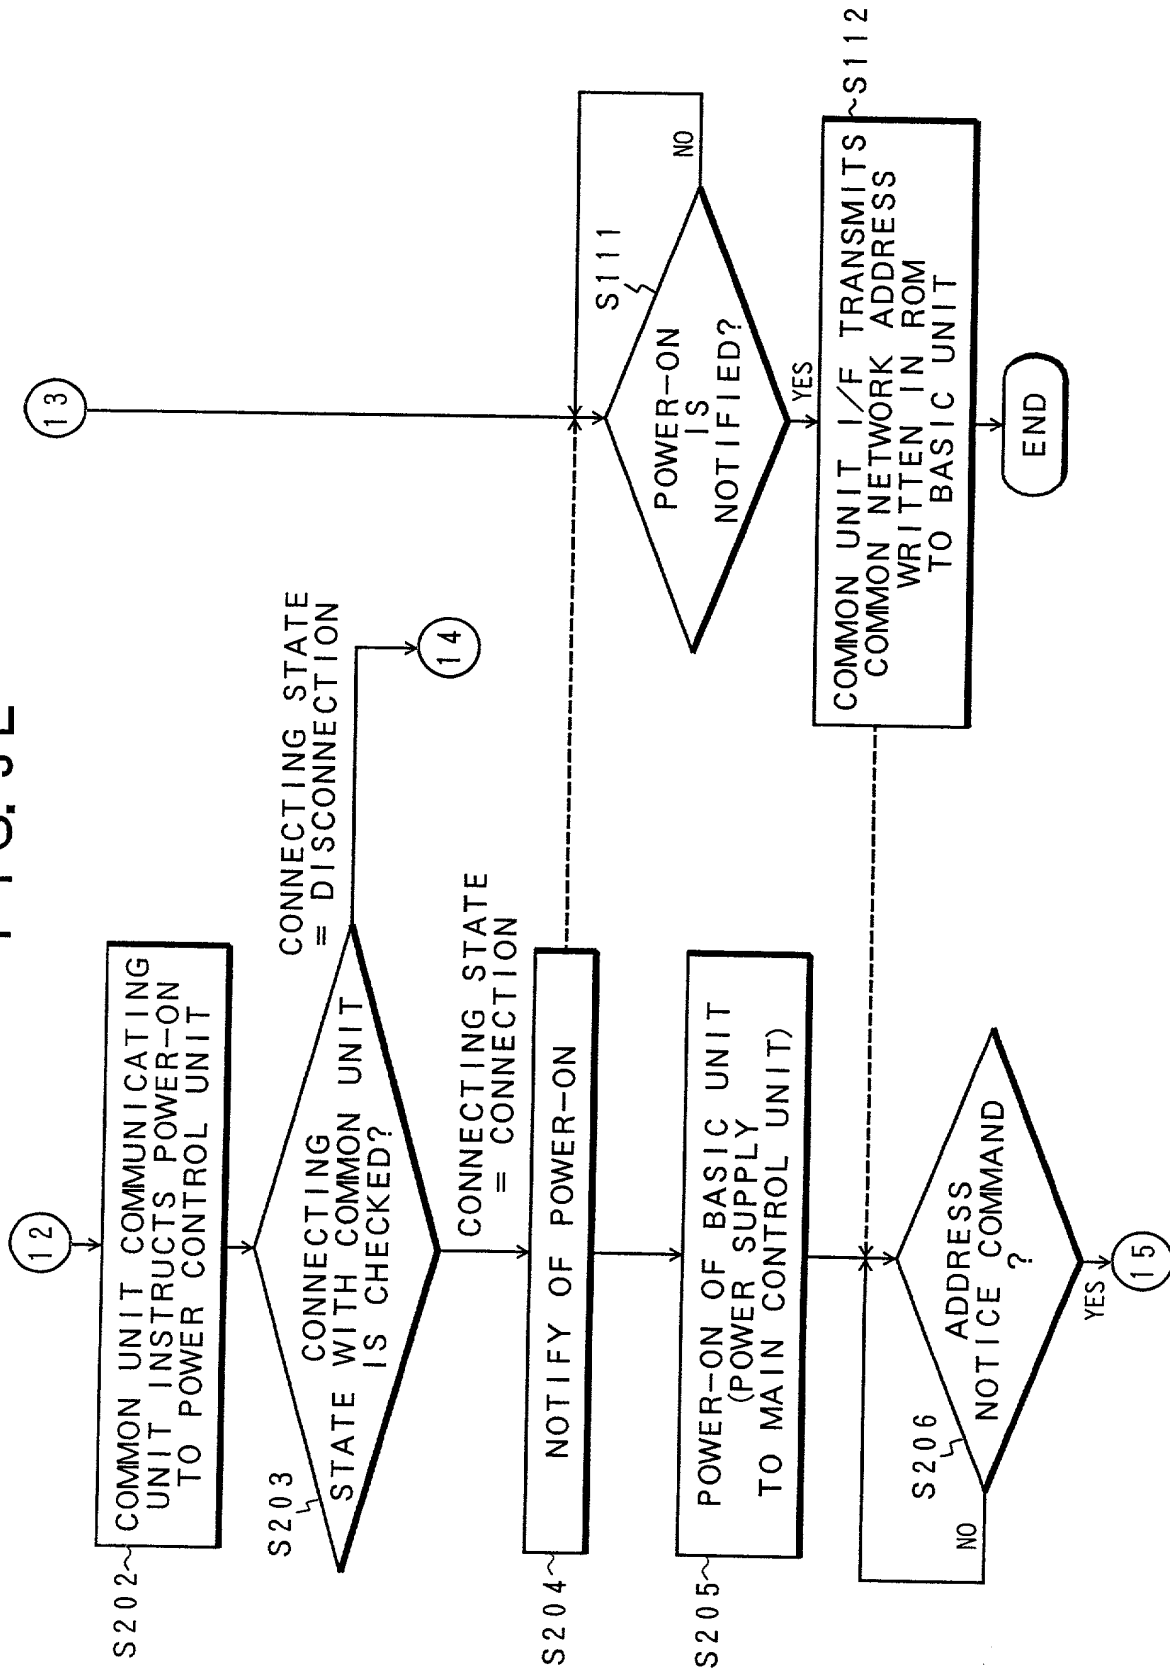 12
S202
COMMON UNIT COMMUNICATING
UNIT INSTRUCTS POWER-ON
TO POWER CONTROL UNIT
S203
CONNECTING
STATE WITH COMMON UNIT
IS CHECKED?
CONNECTING STATE
= DISCONNECTION
14
CONNECTING STATE
= CONNECTION
S204
NOTIFY OF POWER-ON
S205
POWER-ON OF BASIC UNIT
(POWER SUPPLY
TO MAIN CONTROL UNIT)
S206
ADDRESS
NOTICE COMMAND
?
NO
YES
15
13
S111
POWER-ON
IS
NOTIFIED?
NO
YES
S112
COMMON UNIT I/F TRANSMITS
COMMON NETWORK ADDRESS
WRITTEN IN ROM
TO BASIC UNIT
END